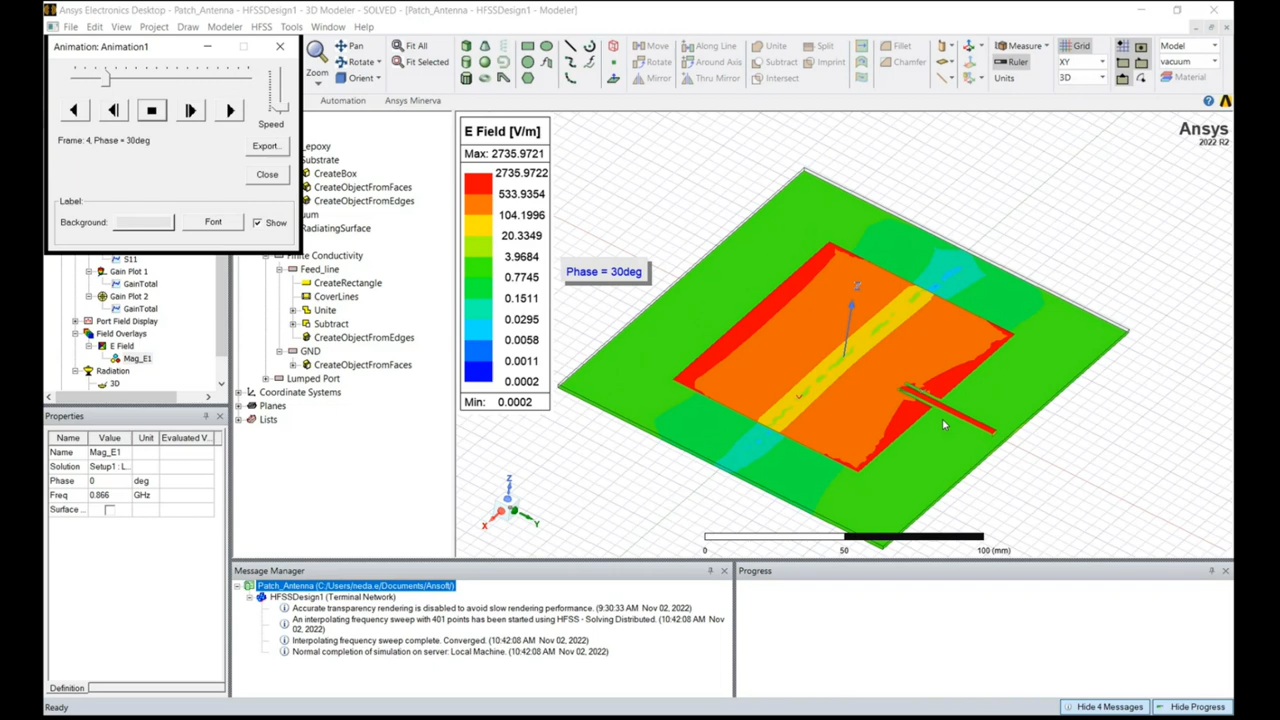 Ansys Electronics Desktop - Patch_Antenna - HFSSDesign1 - 3D Modeler - SOLVED - [Patch_Antenna - HFSSDesign1 - Modeler]
File Edit View Project Draw Modeler HFSS Tools Window Help
Animation: Animation1
Speed
Frame: 4, Phase = 30deg
Export...
Close
Label:
Background:
Font
Show
Zoom
Pan
Rotate
Orient
Fit All
Fit Selected
Move
Along Line
Rotate
Around Axis
Mirror
Thru Mirror
Unite
Split
Subtract
Imprint
Intersect
Fillet
Chamfer
Measure
Ruler
Units
Grid
XY
3D
Model
vacuum
Material
Automation
Ansys Minerva
_epoxy
Substrate
CreateBox
CreateObjectFromFaces
CreateObjectFromEdges
uum
RadiatingSurface
Finite Conductivity
Feed_line
CreateRectangle
CoverLines
Unite
Subtract
CreateObjectFromEdges
GND
CreateObjectFromFaces
Lumped Port
Coordinate Systems
Planes
Lists
S11
Gain Plot 1
GainTotal
Gain Plot 2
GainTotal
Port Field Display
Field Overlays
E Field
Mag_E1
Radiation
3D
Properties
Name Value Unit Evaluated V...
Name Mag_E1
Solution Setup1 : L...
Phase 0 deg
Freq 0.866 GHz
Surface ...
Definition
E Field [V/m]
Max: 2735.9721
2735.9722
533.9354
104.1996
20.3349
3.9684
0.7745
0.1511
0.0295
0.0058
0.0011
0.0002
Min: 0.0002
Phase = 30deg
Ansys
2022 R2
Z
Z
X
Y
0 50 100 (mm)
Message Manager
Patch_Antenna (C:/Users/neda.e/Documents/Ansoft/)
HFSSDesign1 (Terminal Network)
Accurate transparency rendering is disabled to avoid slow rendering performance. (9:30:33 AM Nov 02, 2022)
An interpolating frequency sweep with 401 points has been started using HFSS - Solving Distributed. (10:42:08 AM Nov
02, 2022)
Interpolating frequency sweep complete. Converged. (10:42:08 AM Nov 02, 2022)
Normal completion of simulation on server: Local Machine. (10:42:08 AM Nov 02, 2022)
Progress
Ready
Hide 4 Messages
Hide Progress